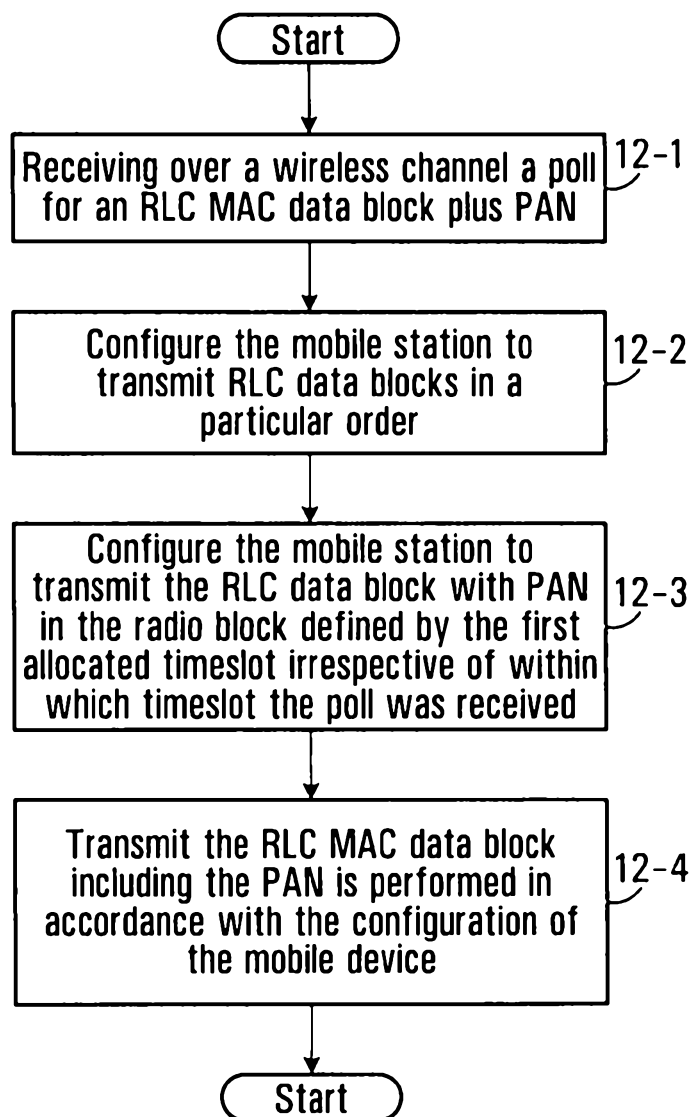 Start
Receiving over a wireless channel a poll
for an RLC MAC data block plus PAN
12-1
Configure the mobile station to
transmit RLC data blocks in a
particular order
12-2
Configure the mobile station to
transmit the RLC data block with PAN
in the radio block defined by the first
allocated timeslot irrespective of within
which timeslot the poll was received
12-3
Transmit the RLC MAC data block
including the PAN is performed in
accordance with the configuration of
the mobile device
12-4
Start